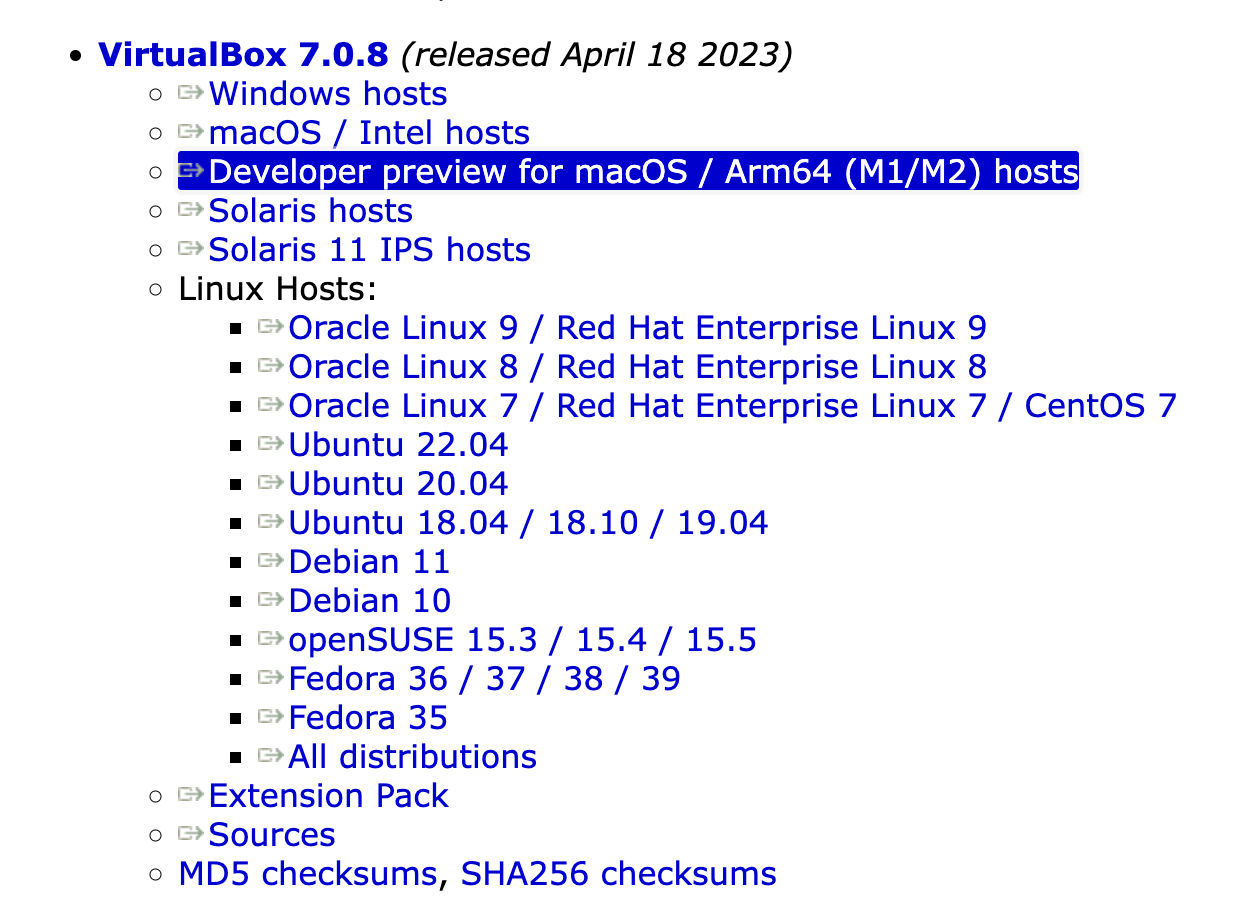 VirtualBox 7.0.8 (released April 18 2023)
Windows hosts
macOS / Intel hosts
Developer preview for macOS / Arm64 (M1/M2) hosts
Solaris hosts
Solaris 11 IPS hosts
Linux Hosts:
Oracle Linux 9 / Red Hat Enterprise Linux 9
Oracle Linux 8 / Red Hat Enterprise Linux 8
Oracle Linux 7 / Red Hat Enterprise Linux 7 / CentOS 7
Ubuntu 22.04
Ubuntu 20.04
Ubuntu 18.04 / 18.10 / 19.04
Debian 11
Debian 10
openSUSE 15.3 / 15.4 / 15.5
Fedora 36 / 37 / 38 / 39
Fedora 35
All distributions
Extension Pack
Sources
MD5 checksums, SHA256 checksums